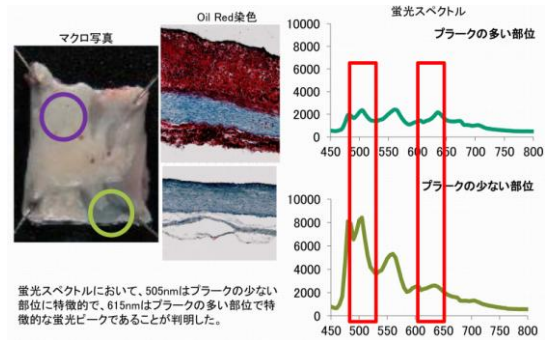 マクロ写真
Oil Red染色
蛍光スペクトル
プラークの多い部位
10000
8000
6000
4000
2000
0
450 500 550 600 650 700 750 800
プラークの少ない部位
10000
8000
6000
4000
2000
0
450 500 550 600 650 700 750 800
蛍光スペクトルにおいて、505nmはプラークの少ない
部位に特徴的で、615nmはプラークの多い部位で特
徴的な蛍光ピークであることが判明した。